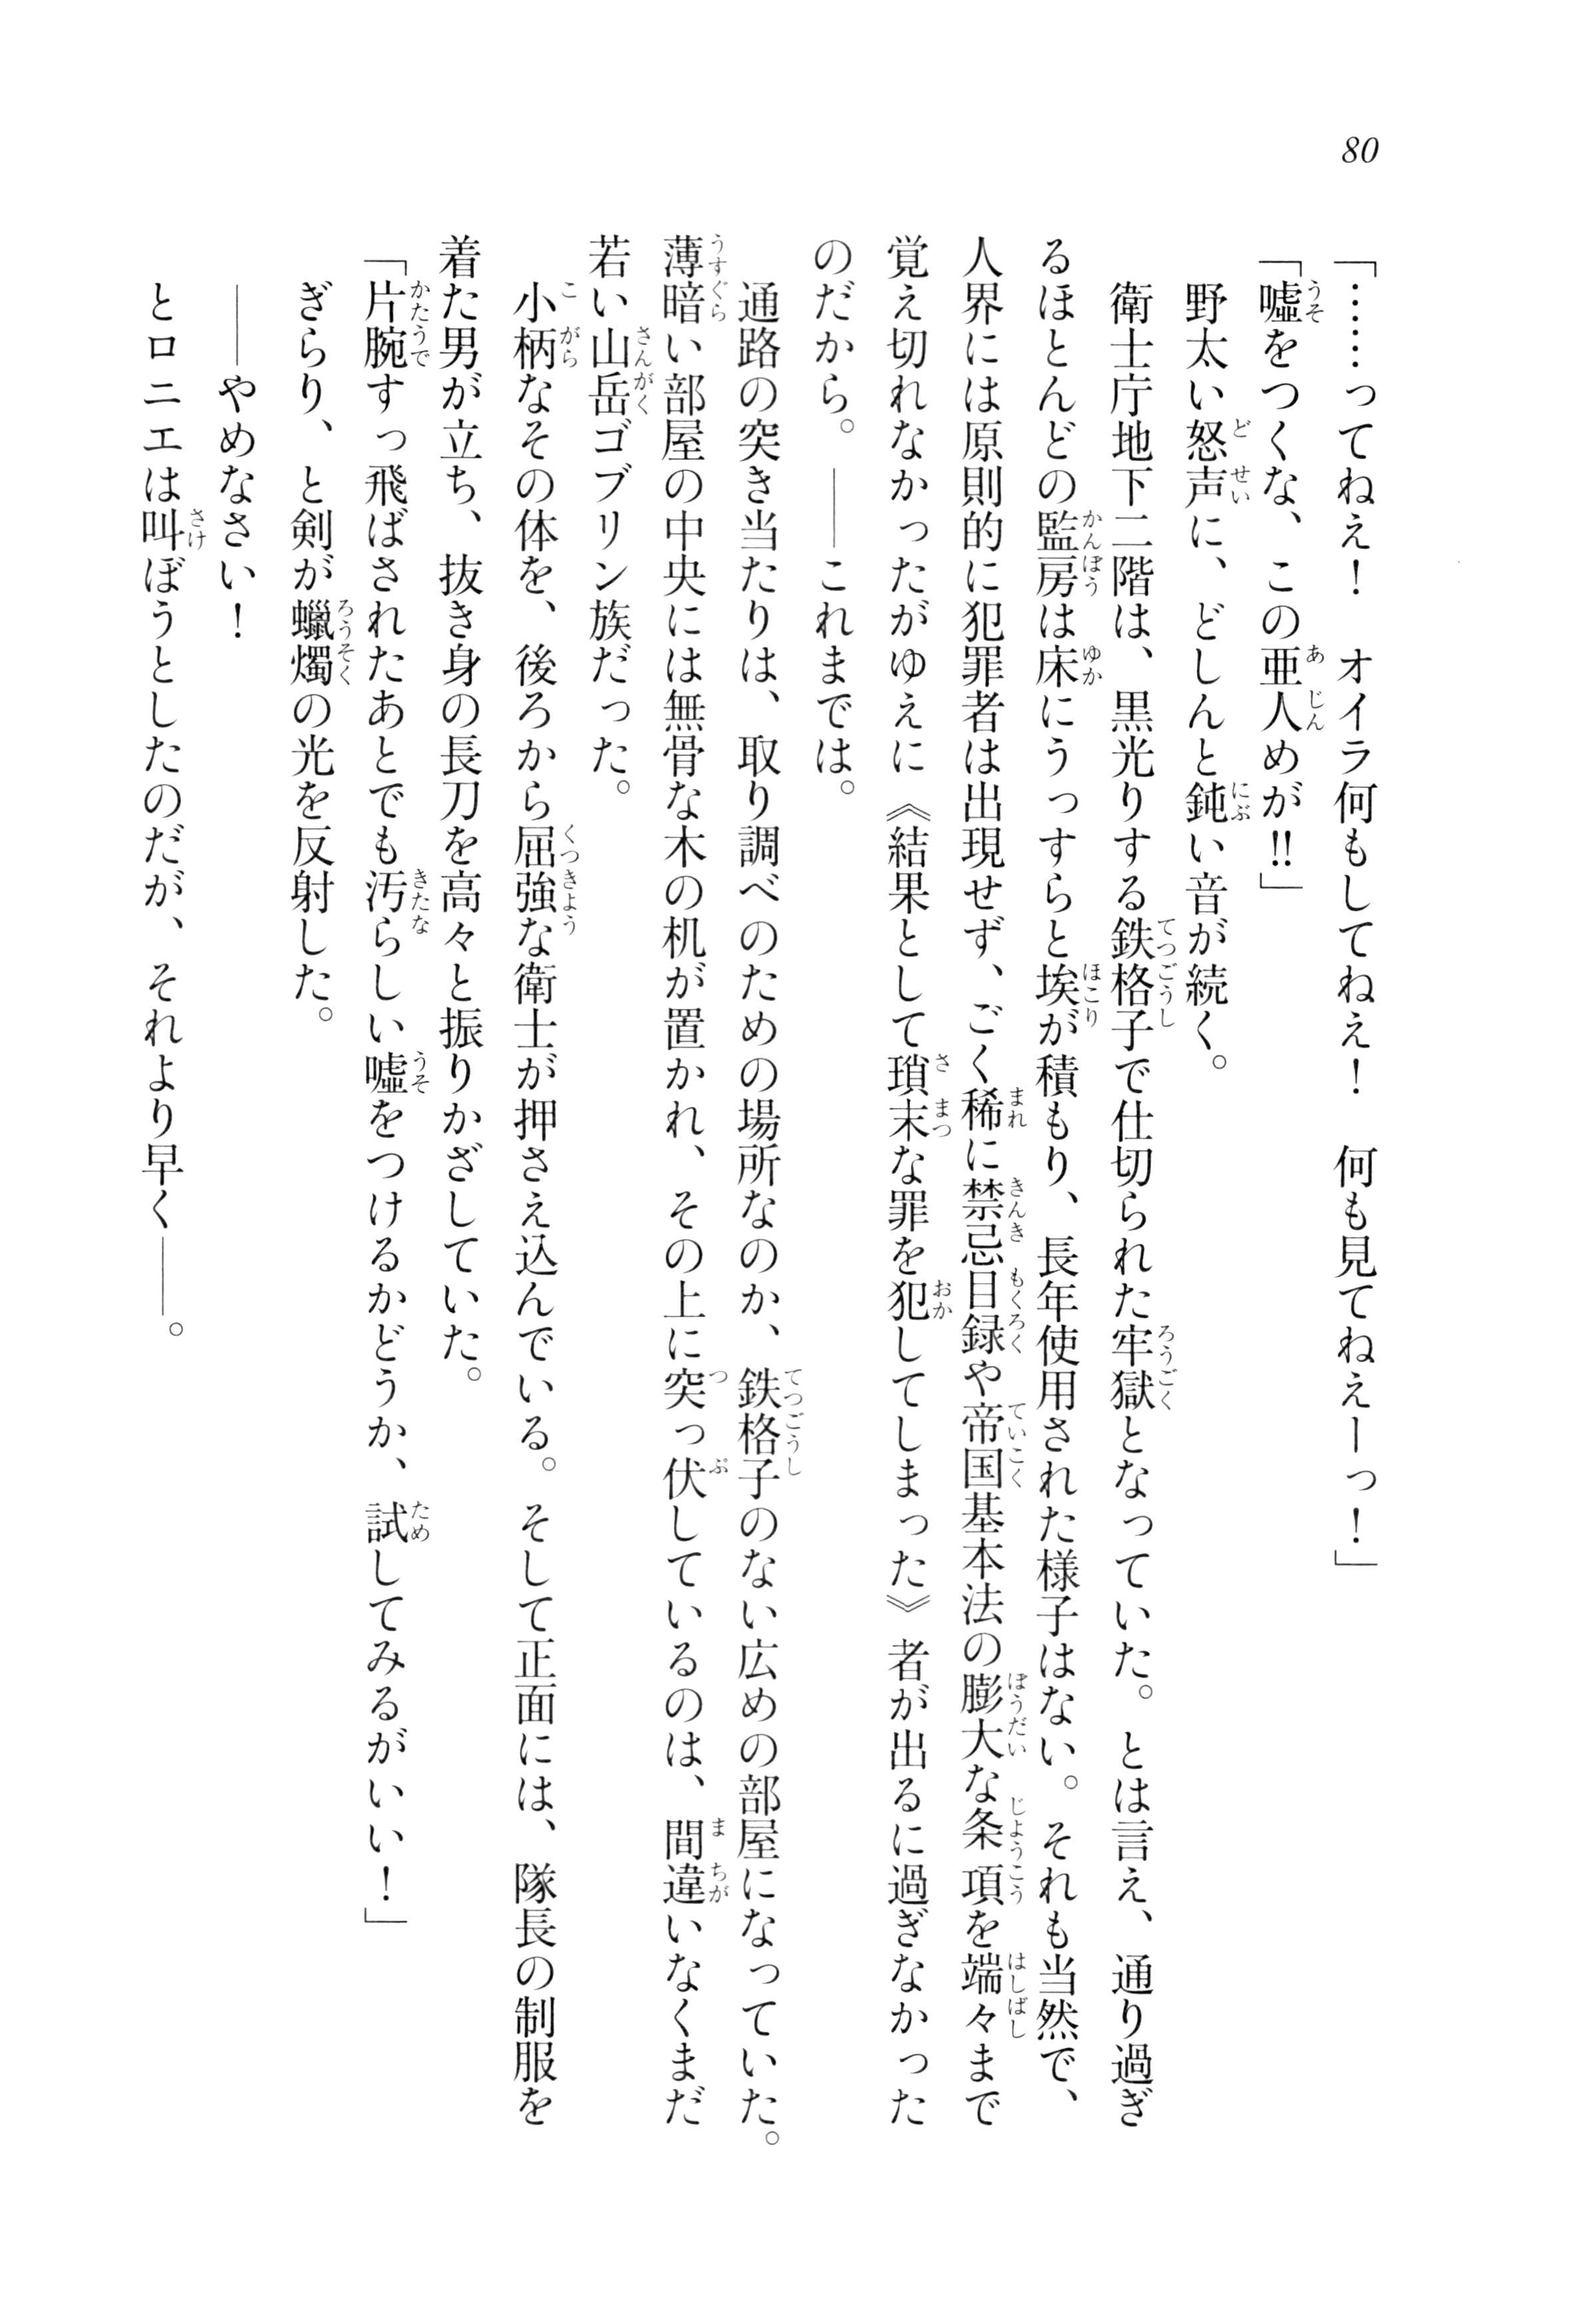 80
「……ってねえ！　オイラ何もしてねえ！　何も見てねえーっ！」
「嘘をつくな、この亜人めが!!」
野太い怒声に、どしんと鈍い音が続く。
衛士庁地下二階は、黒光りする鉄格子で仕切られた牢獄となっていた。とは言え、通り過ぎ
るほとんどの監房は床にうっすらと埃が積もり、長年使用された様子はない。それも当然で、
人界には原則的に犯罪者は出現せず、ごく稀に禁忌目録や帝国基本法の膨大な条項を端々まで
覚え切れなかったがゆえに《結果として瑣末な罪を犯してしまった》者が出るに過ぎなかった
のだから。――これまでは。
通路の突き当たりは、取り調べのための場所なのか、鉄格子のない広めの部屋になっていた。
薄暗い部屋の中央には無骨な木の机が置かれ、その上に突っ伏しているのは、間違いなくまだ
若い山岳ゴブリン族だった。
小柄なその体を、後ろから屈強な衛士が押さえ込んでいる。そして正面には、隊長の制服を
着た男が立ち、抜き身の長刀を高々と振りかざしていた。
「片腕すっ飛ばされたあとでも汚らしい嘘をつけるかどうか、試してみるがいい！」
ぎらり、と剣が蠟燭の光を反射した。
――やめなさい！
とロニエは叫ぼうとしたのだが、それより早く――。